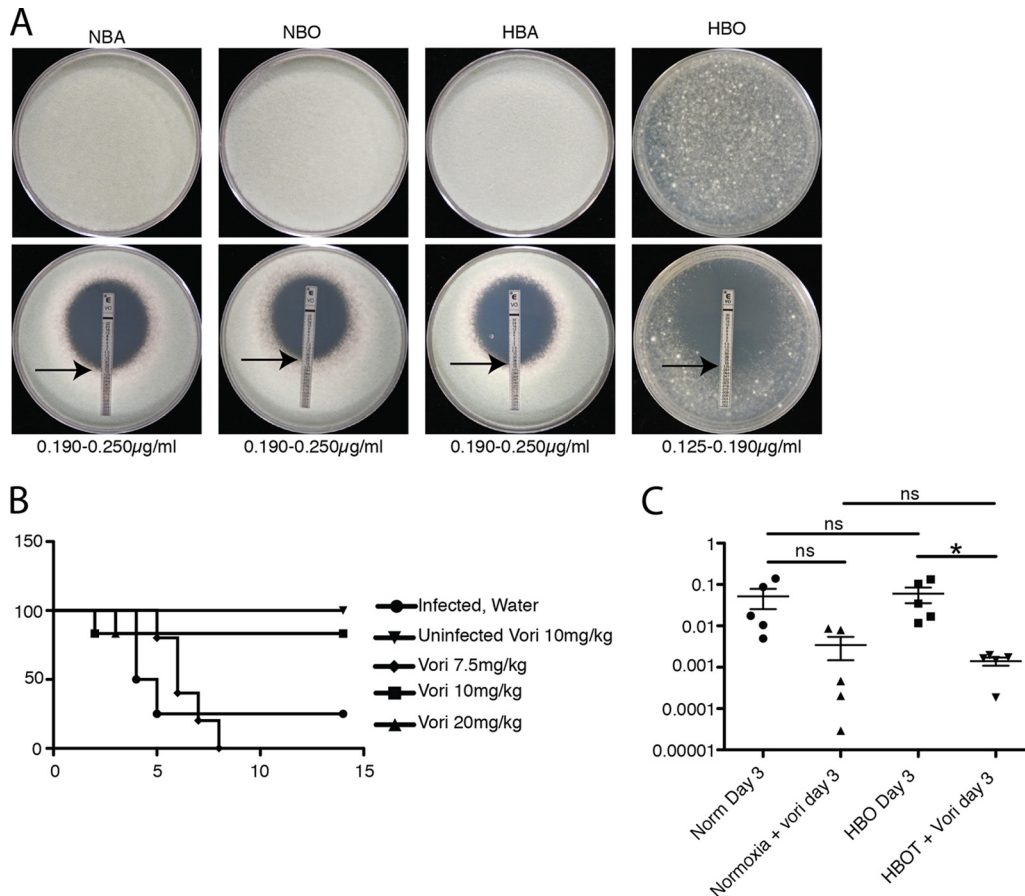 A
NBA NBO HBA HBO
VO VO VO VO
0.190-0.250µg/ml 0.190-0.250µg/ml 0.190-0.250µg/ml 0.125-0.190µg/ml
B
150
100
50
0
0 5 10 15
Infected, Water
Uninfected Vori 10mg/kg
Vori 7.5mg/kg
Vori 10mg/kg
Vori 20mg/kg
C
ns
ns
ns
*
1
0.1
0.01
0.001
0.0001
0.00001
Norm Day 3
Normoxia + vori day 3
HBO Day 3
HBOT + Vori day 3